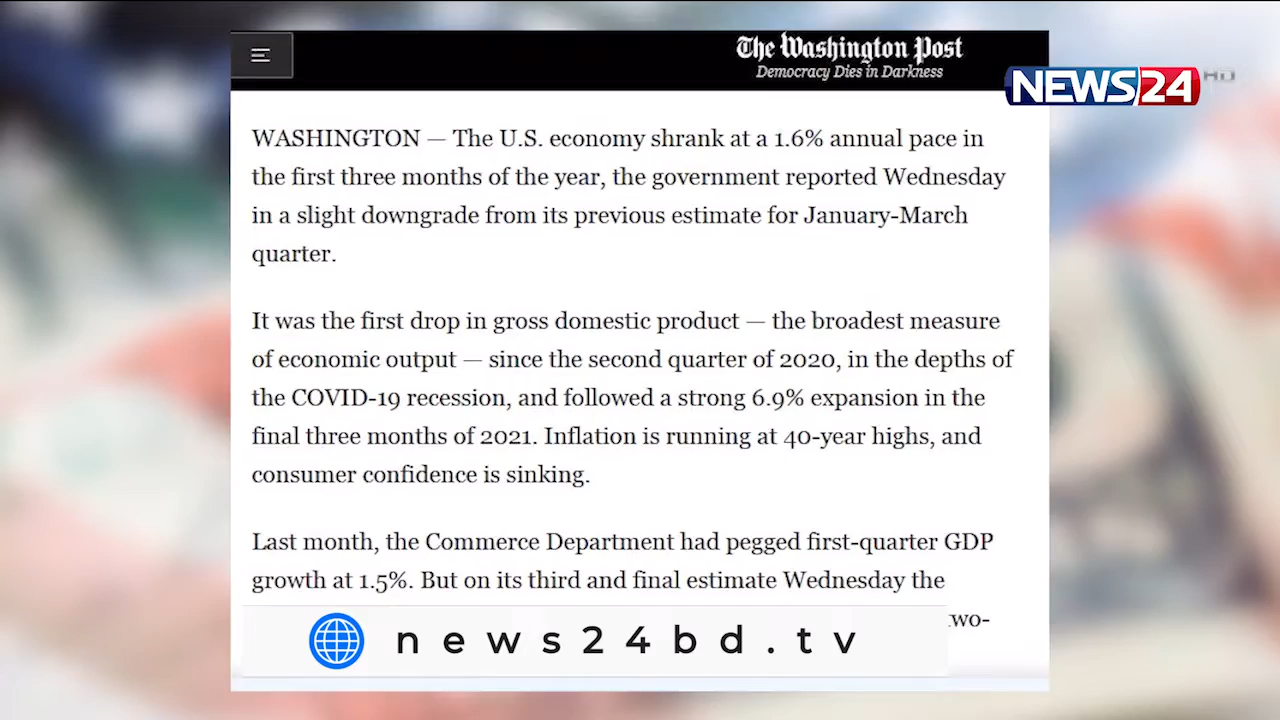 The Washington Post
Democracy Dies in Darkness
NEWS24 HD
WASHINGTON — The U.S. economy shrank at a 1.6% annual pace in
the first three months of the year, the government reported Wednesday
in a slight downgrade from its previous estimate for January-March
quarter.
It was the first drop in gross domestic product — the broadest measure
of economic output — since the second quarter of 2020, in the depths of
the COVID-19 recession, and followed a strong 6.9% expansion in the
final three months of 2021. Inflation is running at 40-year highs, and
consumer confidence is sinking.
Last month, the Commerce Department had pegged first-quarter GDP
growth at 1.5%. But on its third and final estimate Wednesday the
two-
news24bd.tv